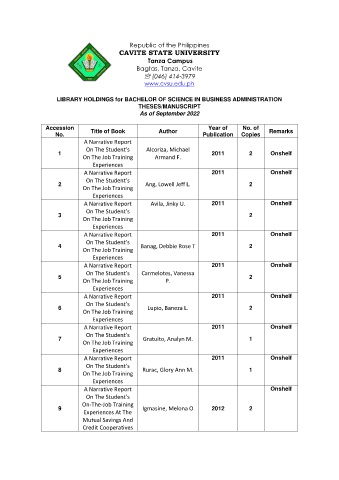 Republic of the Philippines
CAVITE STATE UNIVERSITY
Tanza Campus
Bagtas, Tanza, Cavite
☏ (046) 414-3979
www.cvsu.edu.ph
LIBRARY HOLDINGS for BACHELOR OF SCIENCE IN BUSINESS ADMINISTRATION
THESES/MANUSCRIPT
As of September 2022
Accession No. Title of Book Author Year of Publication No. of Copies Remarks
1 A Narrative Report On The Student's On The Job Training Experiences Alcoriza, Michael Armand F. 2011 2 Onshelf
2 A Narrative Report On The Student's On The Job Training Experiences Ang, Lowell Jeff L. 2011 2 Onshelf
3 A Narrative Report On The Student's On The Job Training Experiences Avila, Jinky U. 2011 2 Onshelf
4 A Narrative Report On The Student's On The Job Training Experiences Banag, Debbie Rose T 2011 2 Onshelf
5 A Narrative Report On The Student's On The Job Training Experiences Carmelotes, Vanessa P. 2011 2 Onshelf
6 A Narrative Report On The Student's On The Job Training Experiences Lupio, Baneza L. 2011 2 Onshelf
7 A Narrative Report On The Student's On The Job Training Experiences Gratuito, Analyn M. 2011 1 Onshelf
8 A Narrative Report On The Student's On The Job Training Experiences Rurac, Glory Ann M. 2011 1 Onshelf
9 A Narrative Report On The Student's On-The-Job Training Experiences At The Mutual Savings And Credit Cooperatives Igmasine, Melona O 2012 2 Onshelf